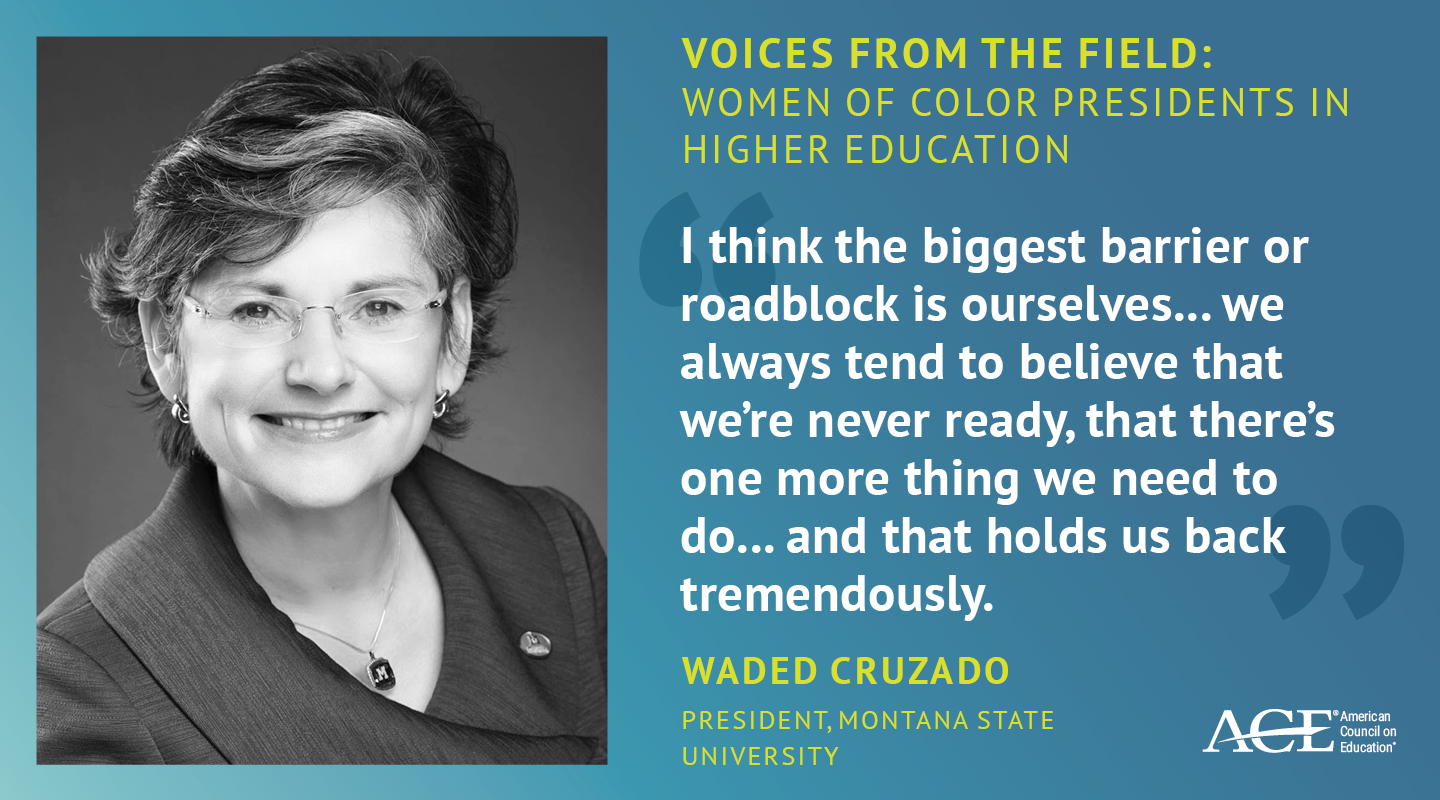 VOICES FROM THE FIELD:
WOMEN OF COLOR PRESIDENTS IN
HIGHER EDUCATION
“
I think the biggest barrier or
roadblock is ourselves... we
always tend to believe that
we’re never ready, that there’s
one more thing we need to
do... and that holds us back
tremendously.
”
WADED CRUZADO
PRESIDENT, MONTANA STATE
UNIVERSITY
M
ACE®
American
Council on
Education®